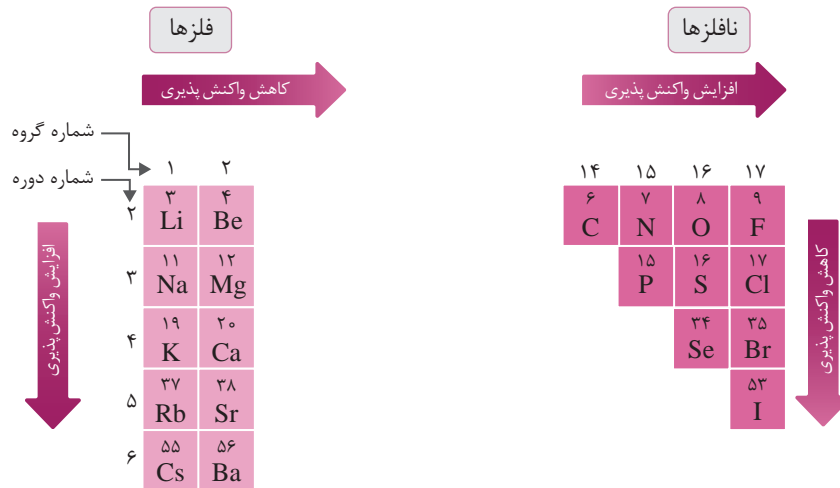 فلزها
نافلزها
کاهش واکنش پذیری
افزایش واکنش پذیری
شماره گروه
شماره دوره
۱ ۲
۲ ۳ Li ۴ Be
۳ ۱۱ Na ۱۲ Mg
۴ ۱۹ K ۲۰ Ca
۵ ۳۷ Rb ۳۸ Sr
۶ ۵۵ Cs ۵۶ Ba
افزایش واکنش پذیری
۱۴ ۱۵ ۱۶ ۱۷
۶ C ۷ N ۸ O ۹ F
۱۵ P ۱۶ S ۱۷ Cl
۳۴ Se ۳۵ Br
۵۳ I
کاهش واکنش پذیری